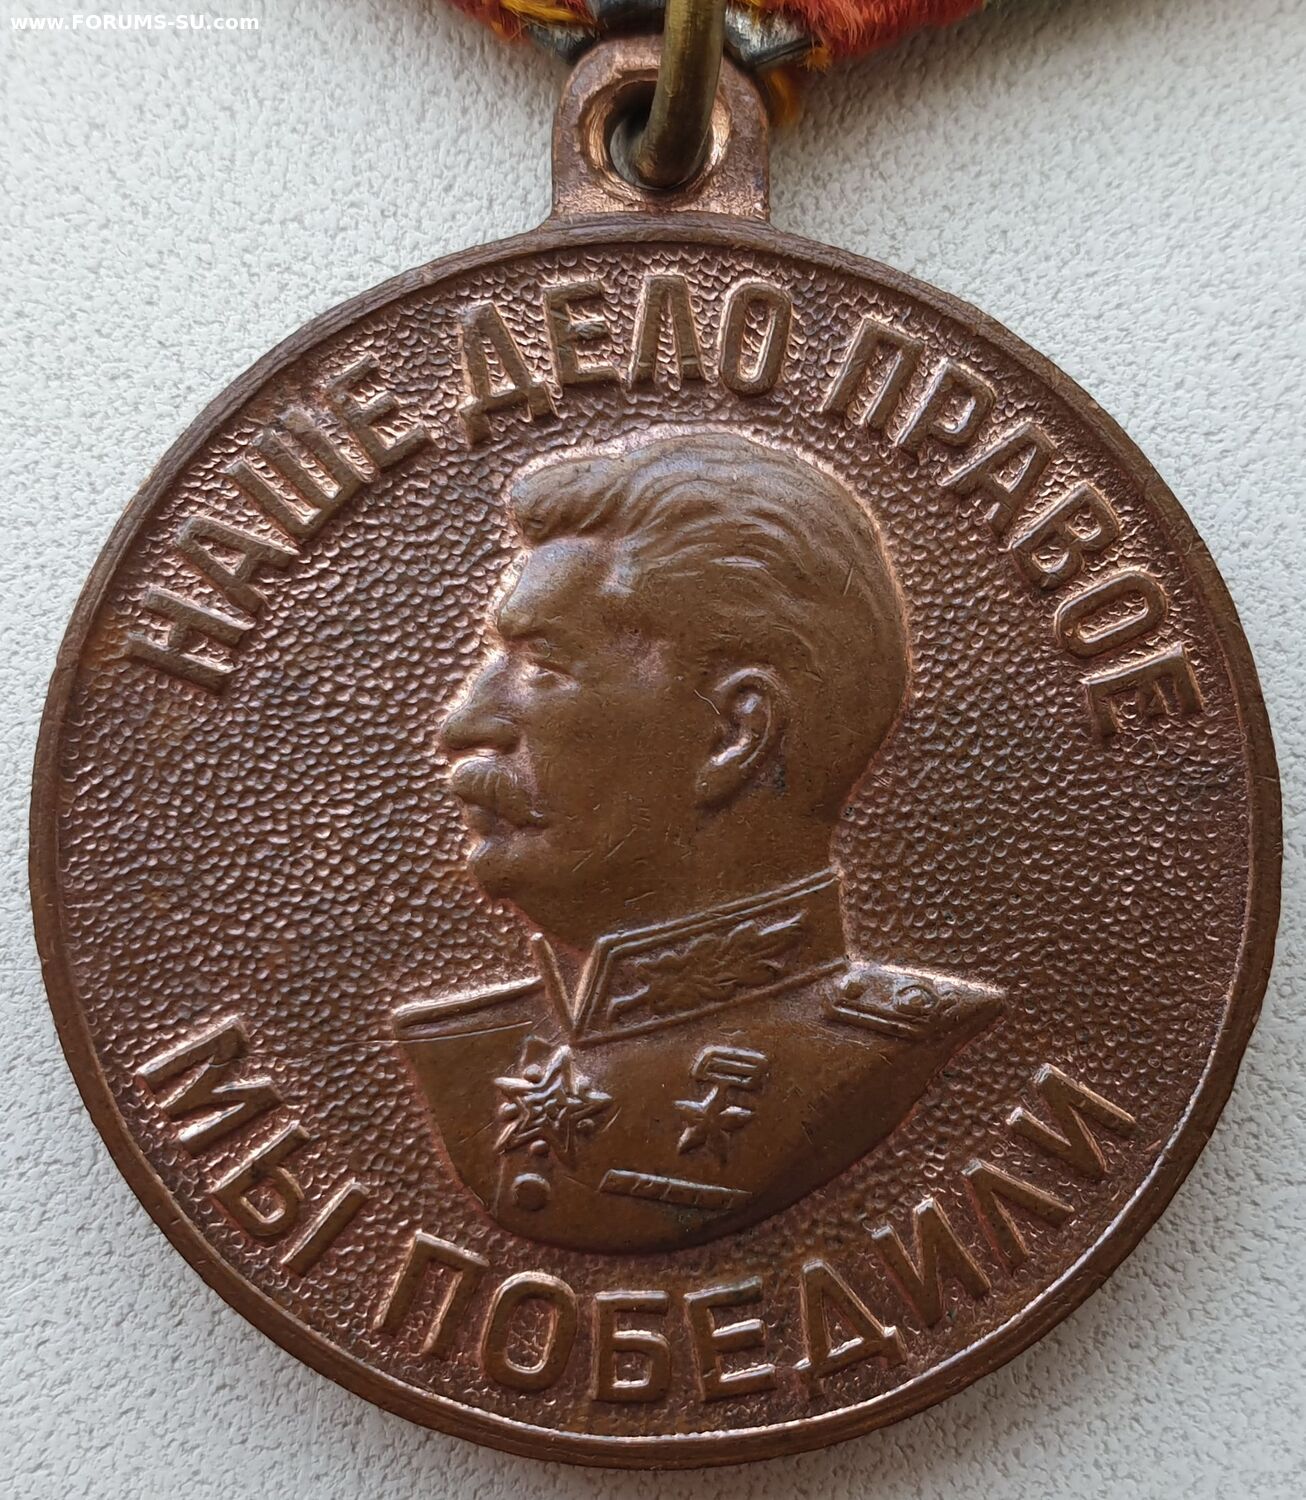 www.FORUMS-SU.com
НАШЕ ДЕЛО ПРАВОЕ
МЫ ПОБЕДИЛИ